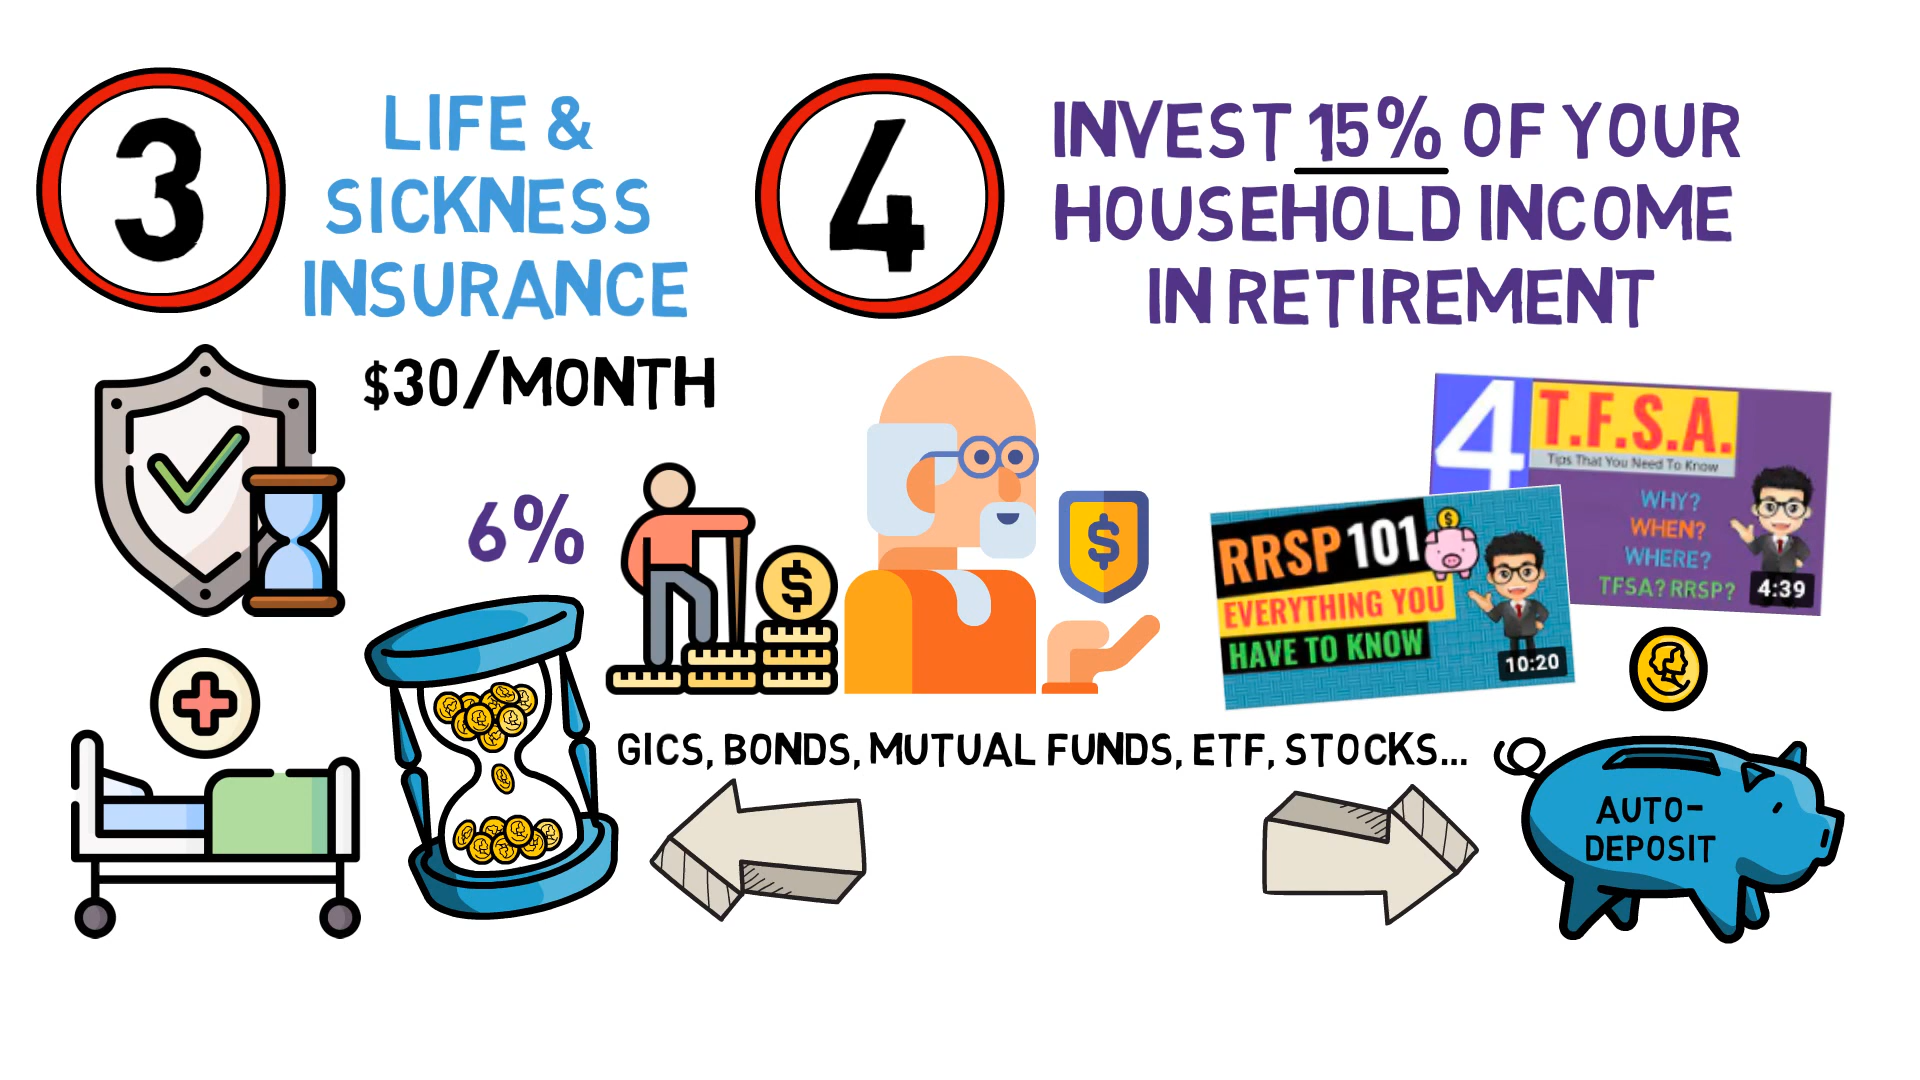 3
LIFE &
SICKNESS
INSURANCE
$30/MONTH
4
INVEST 15% OF YOUR
HOUSEHOLD INCOME
IN RETIREMENT
6%
$
$
4
T.F.S.A.
Tips That You Need To Know
WHY?
WHEN?
WHERE?
TFSA? RRSP?
4:39
RRSP 101
$
EVERYTHING YOU
HAVE TO KNOW
10:20
GICS, BONDS, MUTUAL FUNDS, ETF, STOCKS...
AUTO-
DEPOSIT